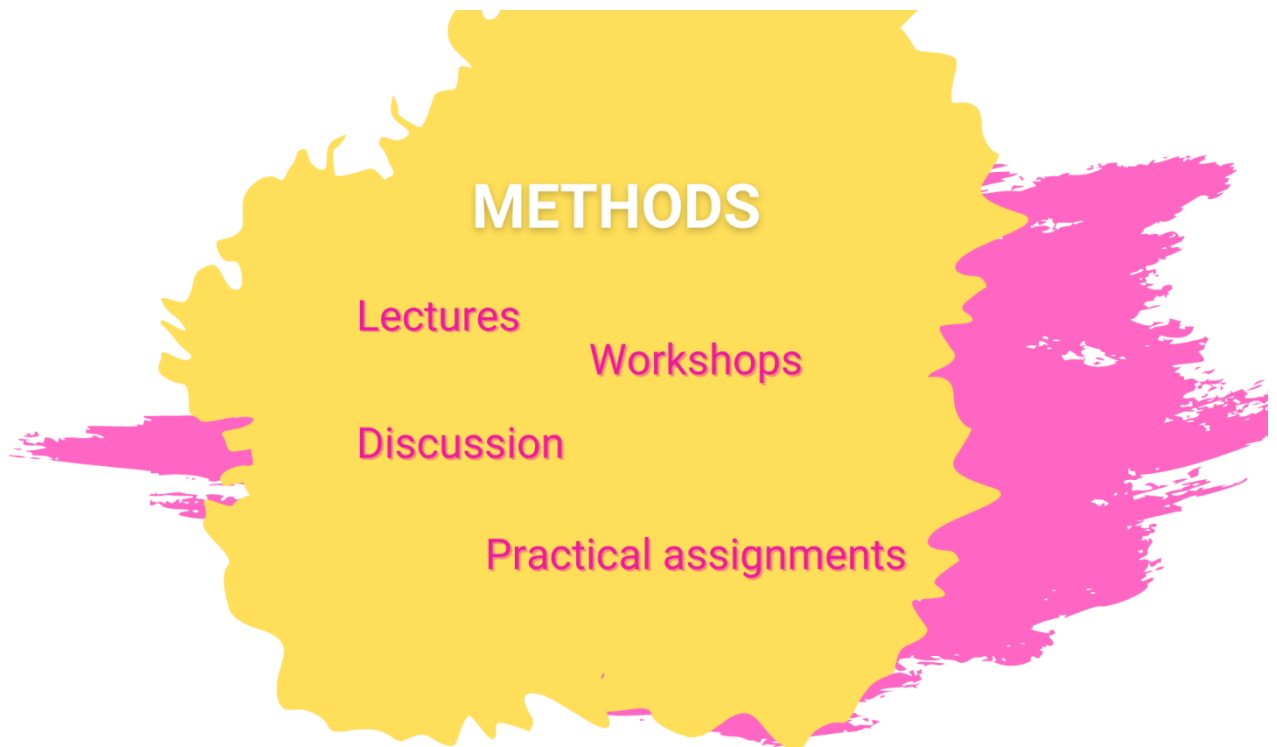 METHODS
Lectures
Workshops
Discussion
Practical assignments